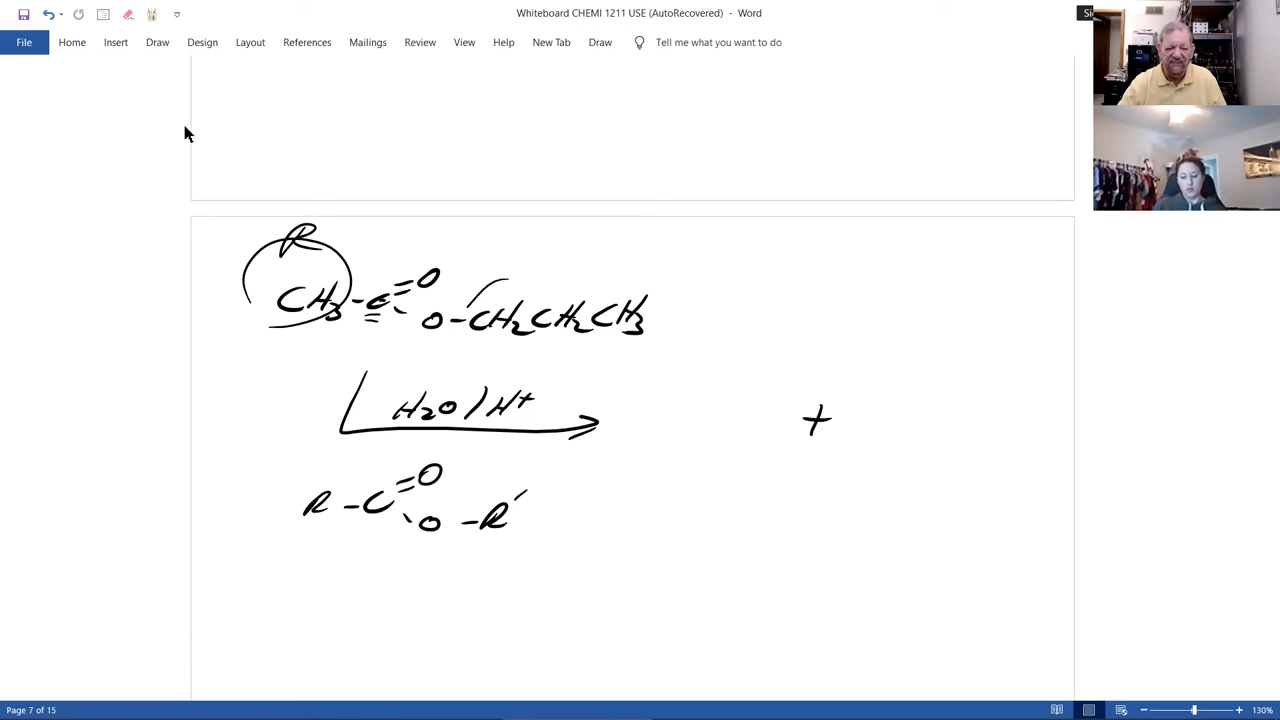 Whiteboard CHEMI 1211 USE (AutoRecovered) - Word
File Home Insert Draw Design Layout References Mailings Review View Help New Tab Draw Tell me what you want to do
R
CH3-C=O
O-CH2CH2CH3
H2O/H+
+
R-C=O
O-R'
Page 7 of 15
130%